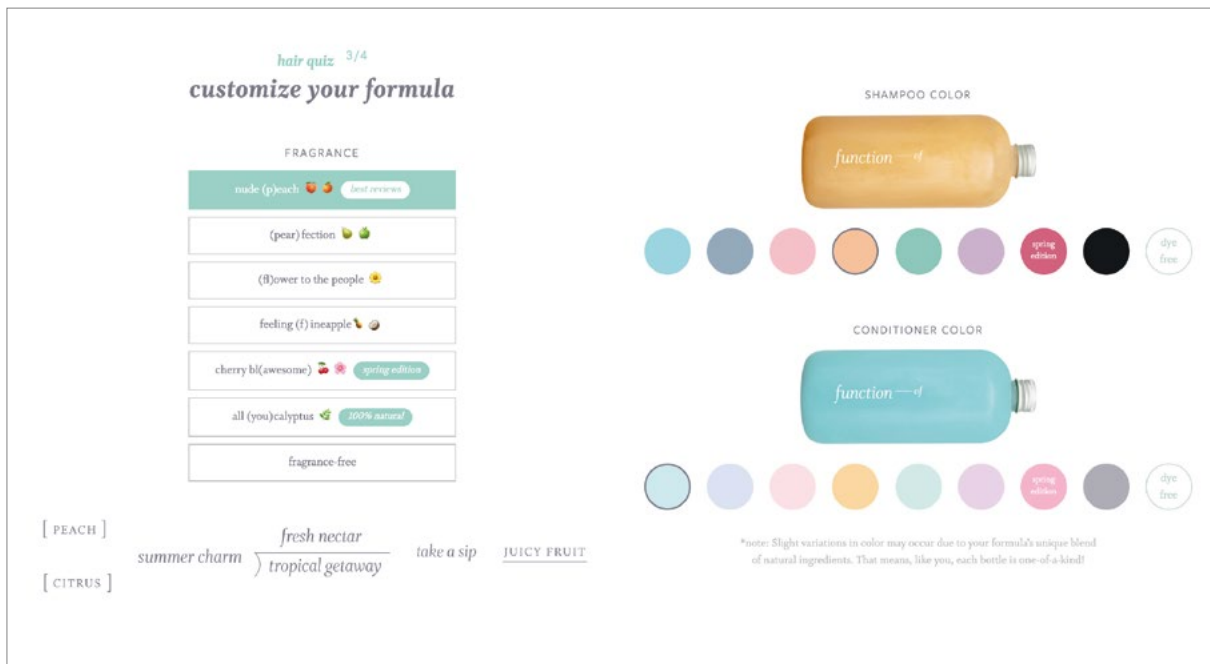 hair quiz 3/4
customize your formula
FRAGRANCE
nude (p)each best reviews
(pear) fection
(fl)ower to the people
feeling (f) ineapple
cherry bl(awesome) spring edition
all (you)calyptus 100% natural
fragrance-free
[ PEACH ]
[ CITRUS ]
summer charm
fresh nectar
tropical getaway
take a sip
JUICY FRUIT
SHAMPOO COLOR
function — of
spring
edition
dye
free
CONDITIONER COLOR
function — of
spring
edition
dye
free
*note: Slight variations in color may occur due to your formula's unique blend
of natural ingredients. That means, like you, each bottle is one-of-a-kind!